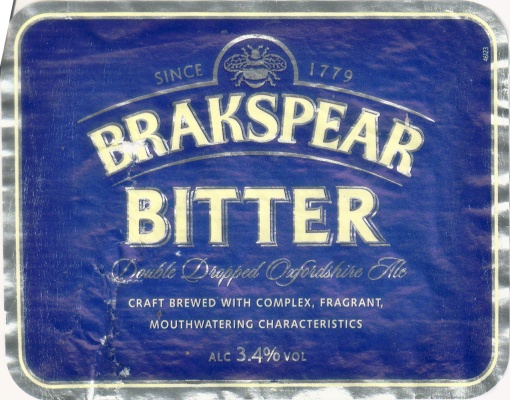 SINCE 1779
BRAKSPEAR
BITTER
Double Dropped Oxfordshire Ale
CRAFT BREWED WITH COMPLEX, FRAGRANT,
MOUTHWATERING CHARACTERISTICS
ALC 3.4% VOL